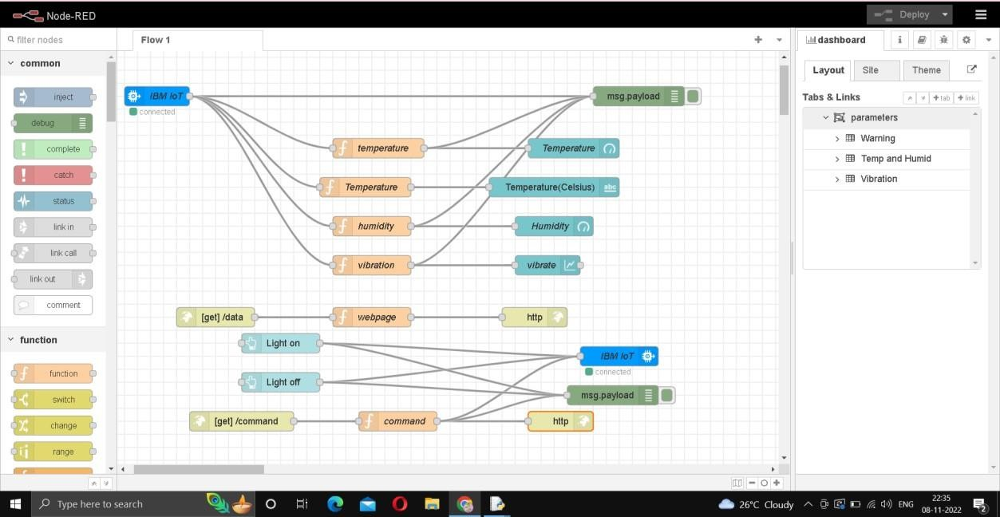 Node-RED
Deploy
filter nodes
Flow 1
dashboard
i
common
inject
debug
complete
catch
status
link in
link call
link out
comment
function
function
switch
change
range
IBM IoT
connected
msg.payload
temperature
Temperature
Temperature
Temperature(Celsius)
abc
humidity
Humidity
vibration
vibrate
[get] /data
webpage
http
Light on
IBM IoT
connected
Light off
msg.payload
[get] /command
command
http
Layout
Site
Theme
Tabs & Links
+ tab
+ link
parameters
Warning
Temp and Humid
Vibration
Type here to search
26°C Cloudy
ENG
22:35
08-11-2022
2